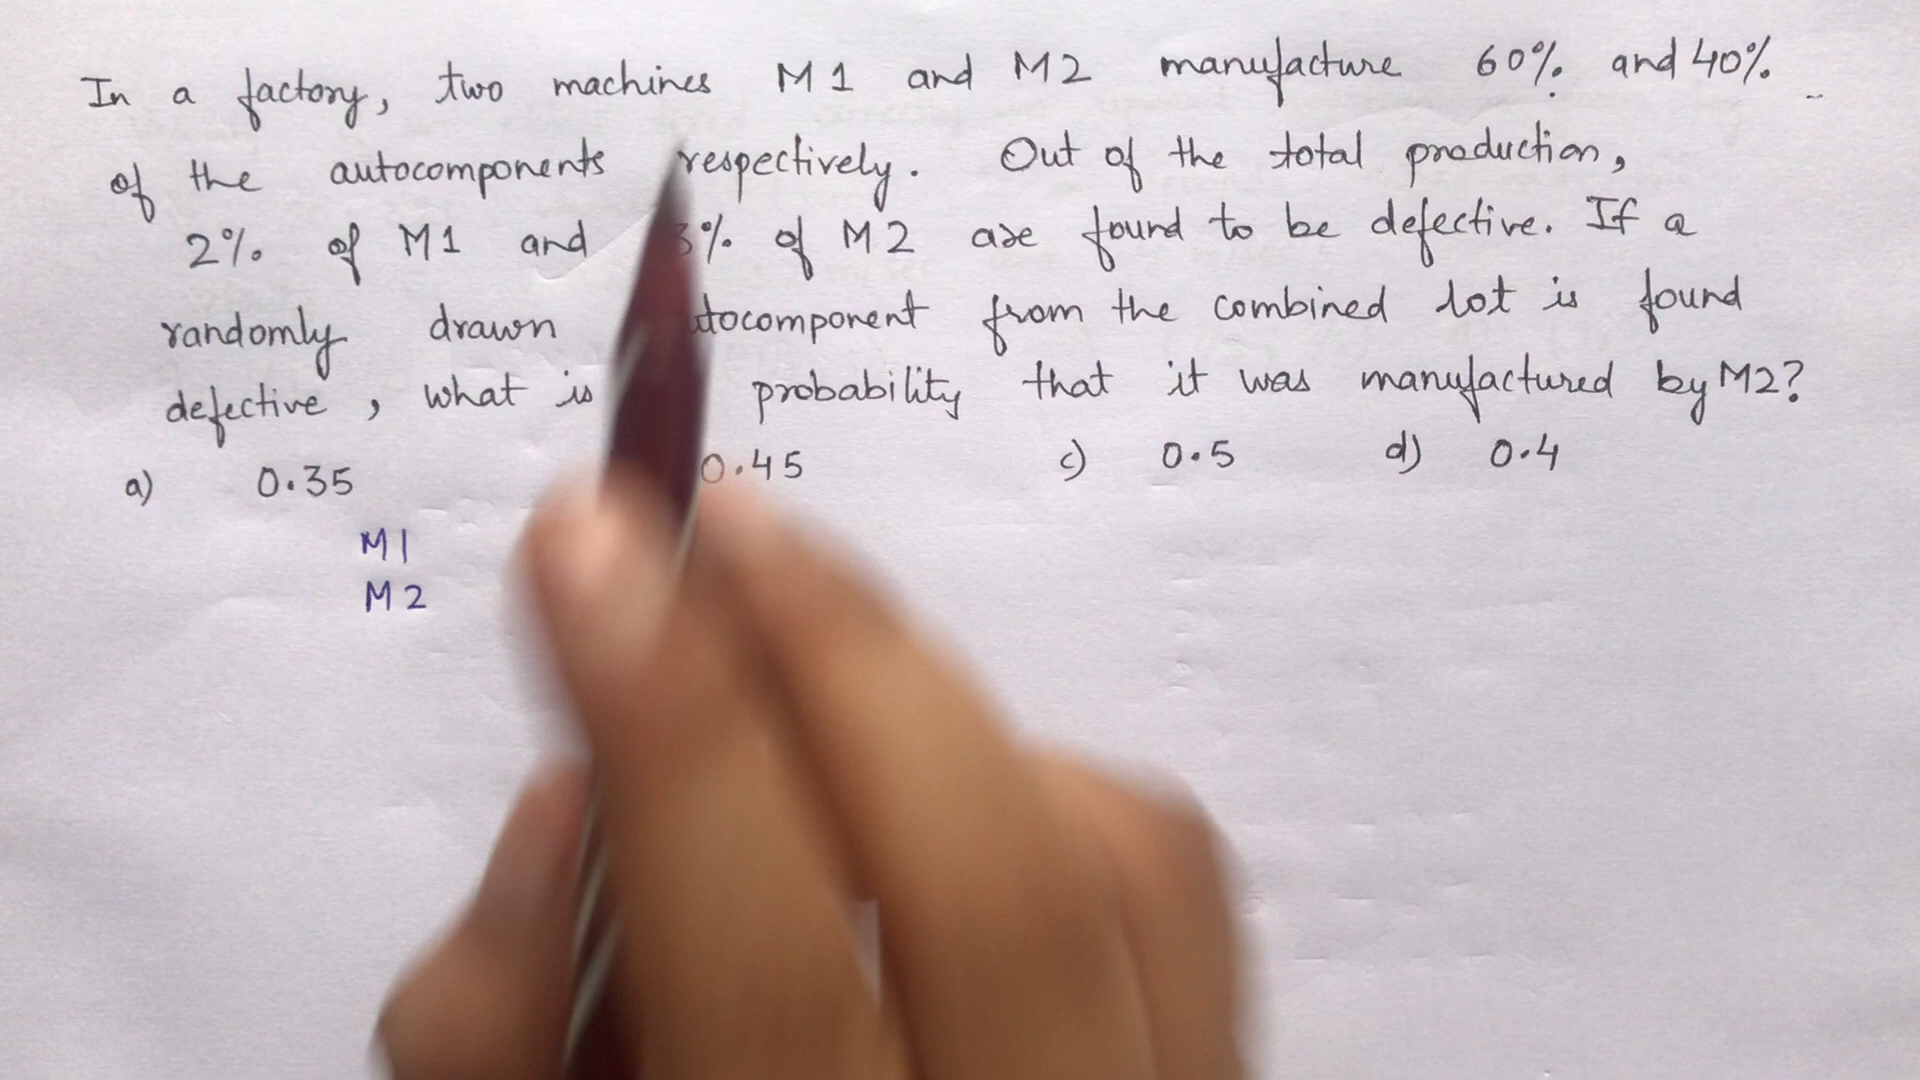 In a factory, two machines M1 and M2 manufacture 60% and 40%
of the autocomponents respectively. Out of the total production,
2% of M1 and 3% of M2 are found to be defective. If a
randomly drawn tocomponent from the combined lot is found
defective, what is probability that it was manufactured by M2?
a) 0.35 0.45 c) 0.5 d) 0.4
M1
M2